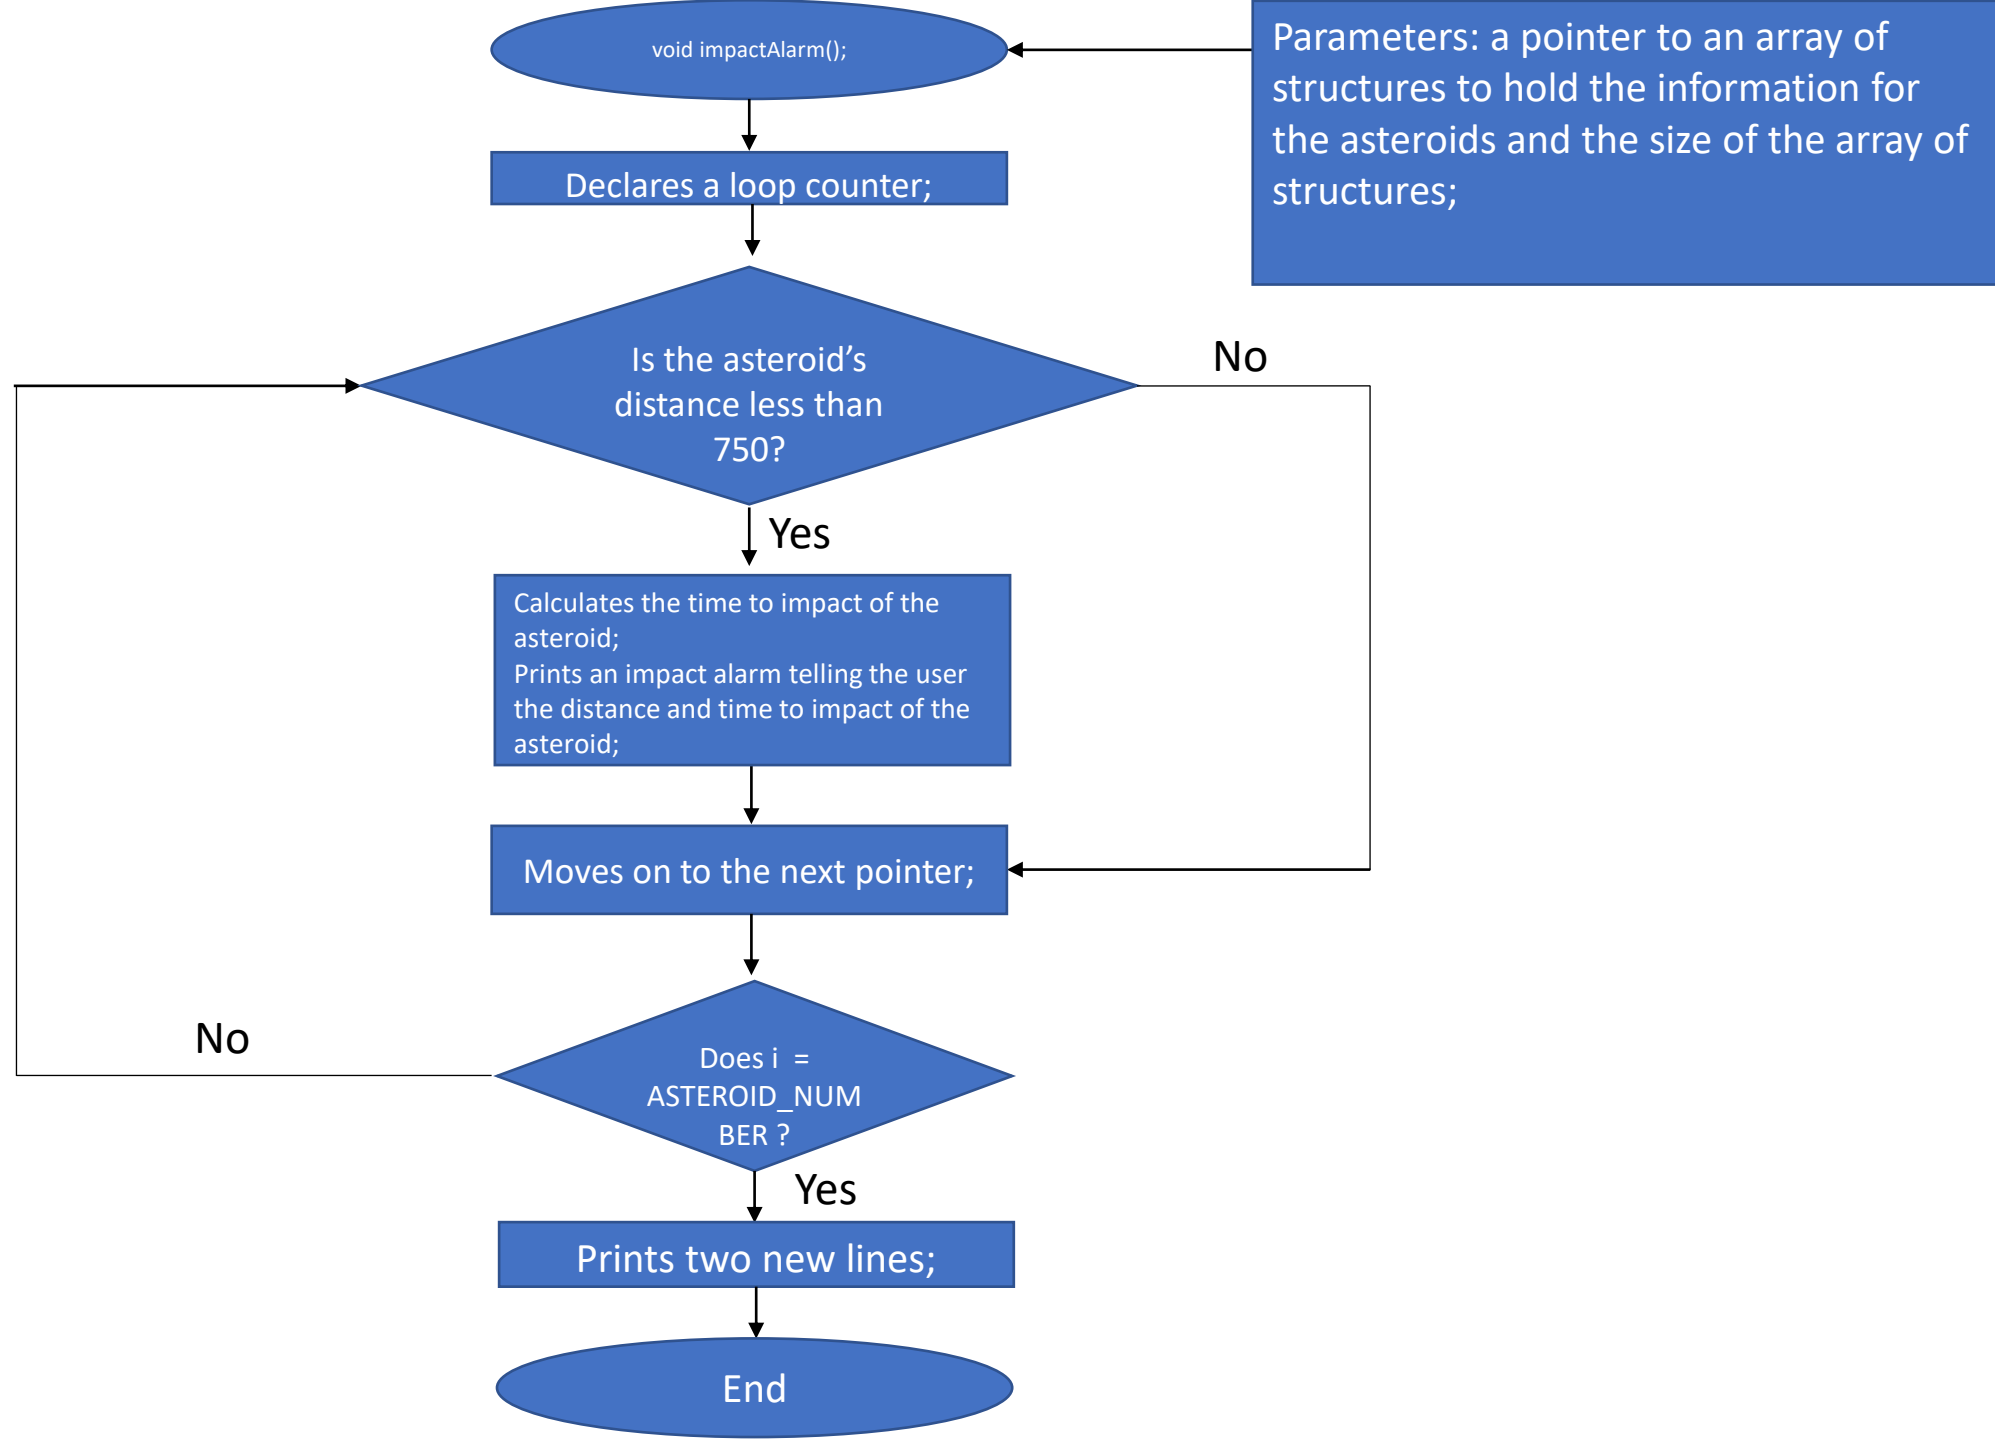 void impactAlarm();
Parameters: a pointer to an array of
structures to hold the information for
the asteroids and the size of the array of
structures;
Declares a loop counter;
Is the asteroid’s
distance less than
750?
No
Yes
Calculates the time to impact of the
asteroid;
Prints an impact alarm telling the user
the distance and time to impact of the
asteroid;
Moves on to the next pointer;
No
Does i  =
ASTEROID_NUM
BER ?
Yes
Prints two new lines;
End